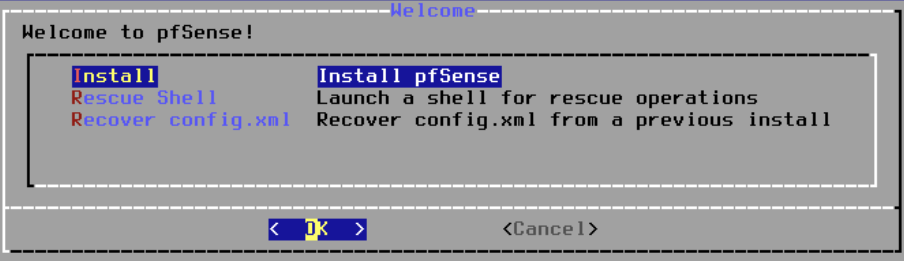 Welcome
Welcome to pfSense!
Install Install pfSense
Rescue Shell Launch a shell for rescue operations
Recover config.xml Recover config.xml from a previous install
< OK > <Cancel>